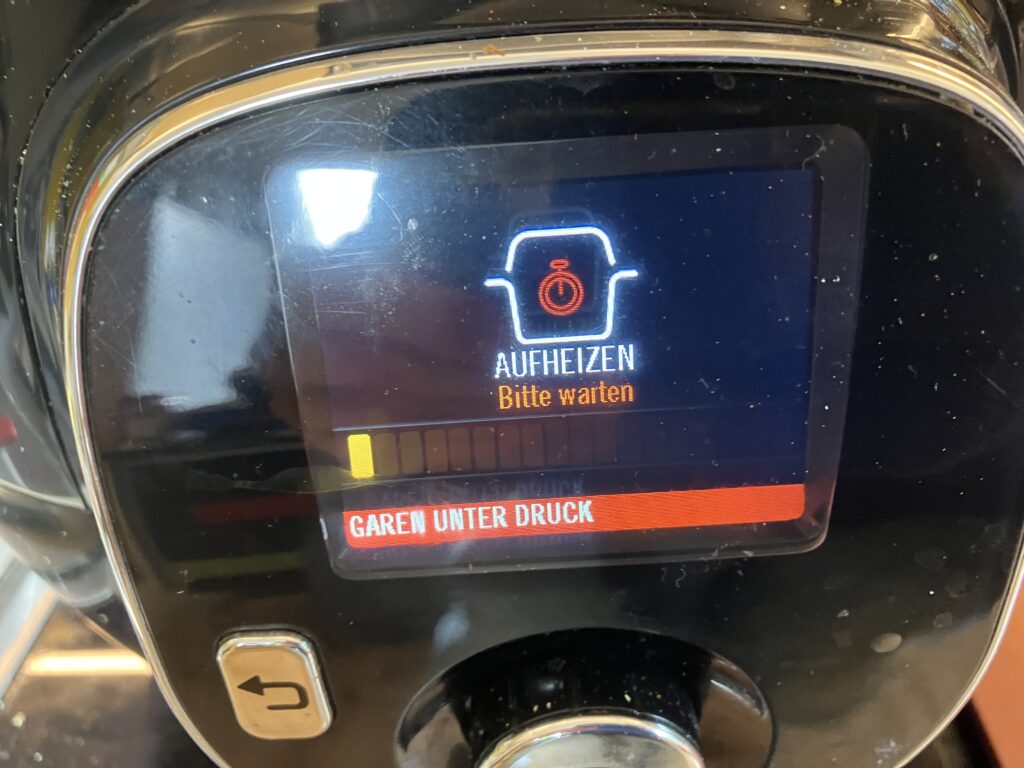 AUFHEIZEN
Bitte warten
GAREN UNTER DRUCK